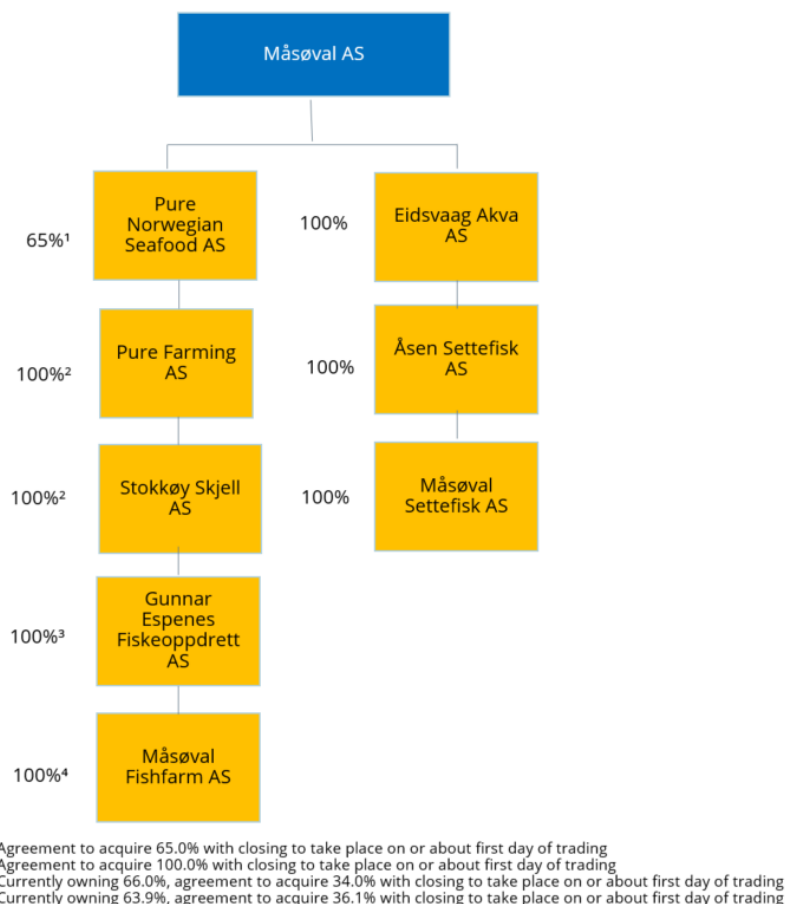 Måsøval AS
65%¹
Pure
Norwegian
Seafood AS
100%
Eidsvaag Akva
AS
100%²
Pure Farming
AS
100%
Åsen Settefisk
AS
100%²
Stokkøy Skjell
AS
100%
Måsøval
Settefisk AS
100%³
Gunnar
Espenes
Fiskeoppdrett
AS
100%⁴
Måsøval
Fishfarm AS
Agreement to acquire 65.0% with closing to take place on or about first day of trading
Agreement to acquire 100.0% with closing to take place on or about first day of trading
Currently owning 66.0%, agreement to acquire 34.0% with closing to take place on or about first day of trading
Currently owning 63.9%, agreement to acquire 36.1% with closing to take place on or about first day of trading